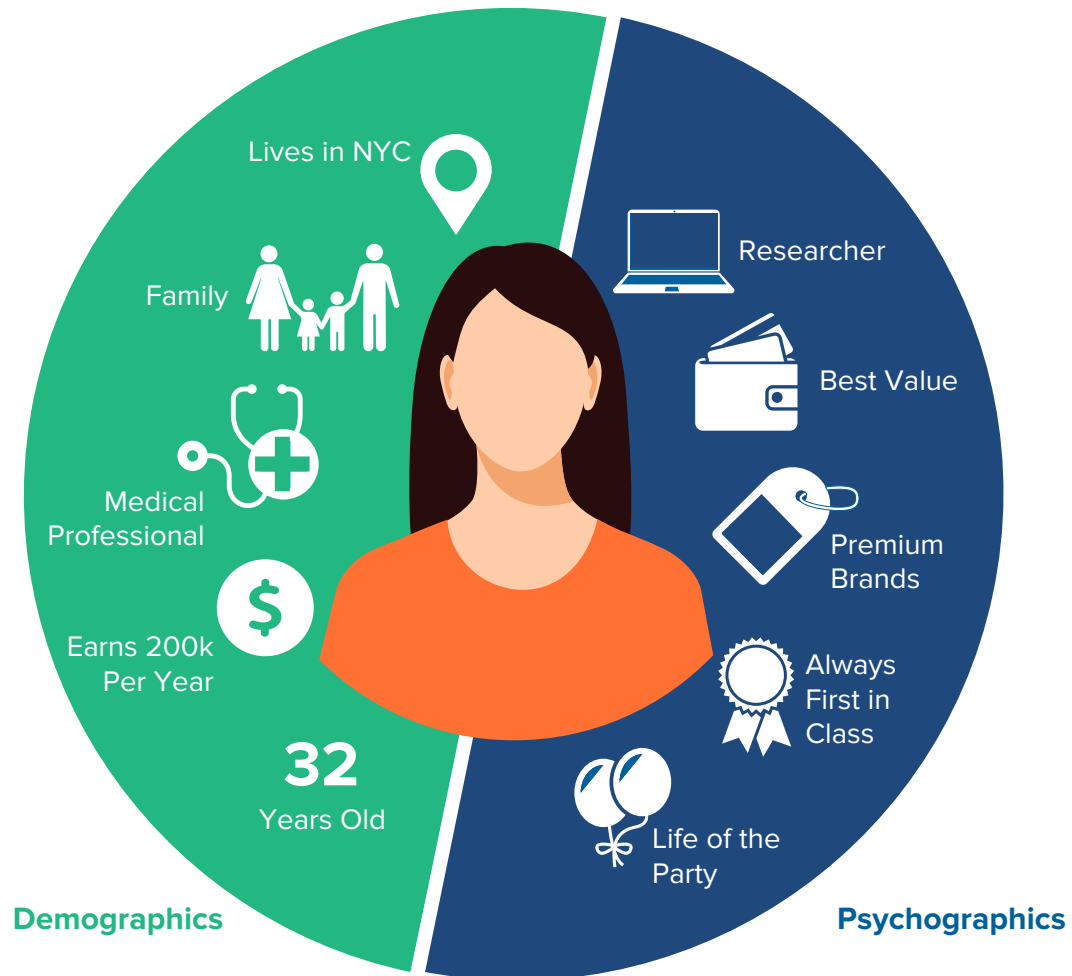 Lives in NYC
Family
Medical
Professional
Earns 200k
Per Year
32
Years Old
Demographics
Researcher
Best Value
Premium
Brands
Always
First in
Class
Life of the
Party
Psychographics